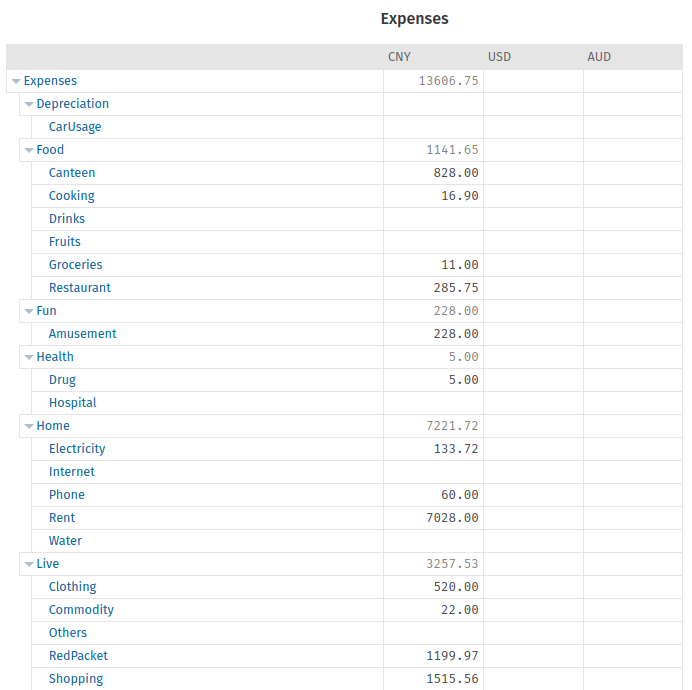 Expenses
CNY USD AUD
Expenses 13606.75
Depreciation
CarUsage
Food 1141.65
Canteen 828.00
Cooking 16.90
Drinks
Fruits
Groceries 11.00
Restaurant 285.75
Fun 228.00
Amusement 228.00
Health 5.00
Drug 5.00
Hospital
Home 7221.72
Electricity 133.72
Internet
Phone 60.00
Rent 7028.00
Water
Live 3257.53
Clothing 520.00
Commodity 22.00
Others
RedPacket 1199.97
Shopping 1515.56